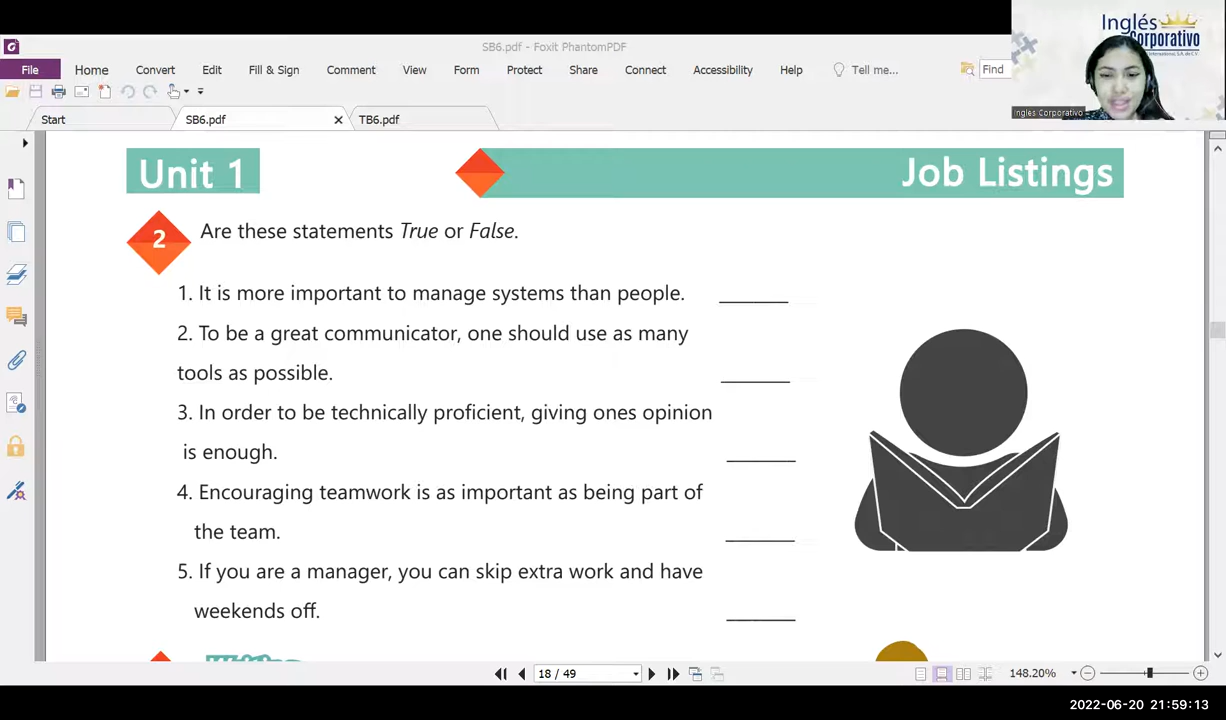 Inglés
Corporativo
SB6.pdf - Foxit PhantomPDF
File Home Convert Edit Fill & Sign Comment View Form Protect Share Connect Accessibility Help Tell me... Find
Ingles Corporativo
Start SB6.pdf TB6.pdf
Unit 1 Job Listings
2 Are these statements True or False.
1. It is more important to manage systems than people. ______
2. To be a great communicator, one should use as many
tools as possible. ______
3. In order to be technically proficient, giving ones opinion
is enough. ______
4. Encouraging teamwork is as important as being part of
the team. ______
5. If you are a manager, you can skip extra work and have
weekends off. ______
18 / 49 148.20%
2022-06-20 21:59:13